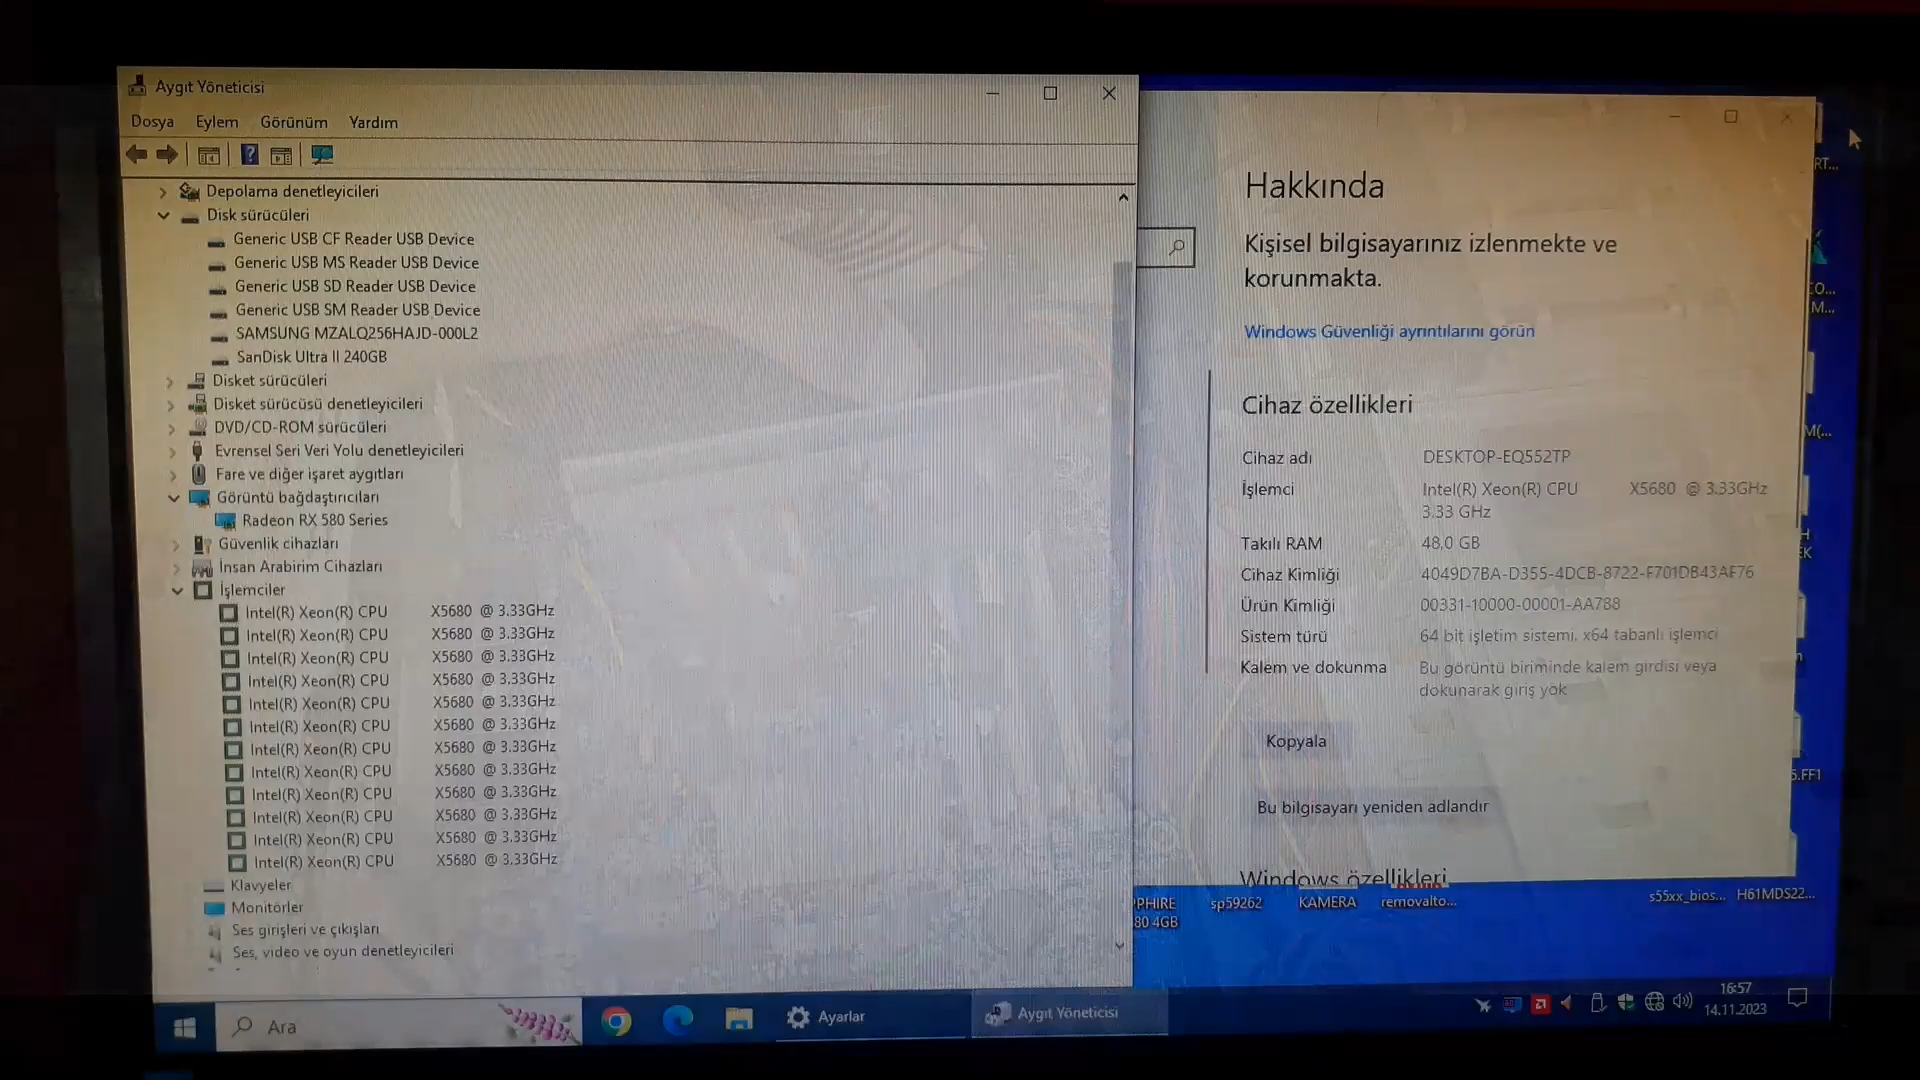 Aygıt Yöneticisi
Dosya Eylem Görünüm Yardım
Depolama denetleyicileri
Disk sürücüleri
Generic USB CF Reader USB Device
Generic USB MS Reader USB Device
Generic USB SD Reader USB Device
Generic USB SM Reader USB Device
SAMSUNG MZALQ256HAJD-000L2
SanDisk Ultra II 240GB
Disket sürücüleri
Disket sürücüsü denetleyicileri
DVD/CD-ROM sürücüleri
Evrensel Seri Veri Yolu denetleyicileri
Fare ve diğer işaret aygıtları
Görüntü bağdaştırıcıları
Radeon RX 580 Series
Güvenlik cihazları
İnsan Arabirim Cihazları
İşlemciler
Intel(R) Xeon(R) CPU X5680 @ 3.33GHz
Intel(R) Xeon(R) CPU X5680 @ 3.33GHz
Intel(R) Xeon(R) CPU X5680 @ 3.33GHz
Intel(R) Xeon(R) CPU X5680 @ 3.33GHz
Intel(R) Xeon(R) CPU X5680 @ 3.33GHz
Intel(R) Xeon(R) CPU X5680 @ 3.33GHz
Intel(R) Xeon(R) CPU X5680 @ 3.33GHz
Intel(R) Xeon(R) CPU X5680 @ 3.33GHz
Intel(R) Xeon(R) CPU X5680 @ 3.33GHz
Intel(R) Xeon(R) CPU X5680 @ 3.33GHz
Intel(R) Xeon(R) CPU X5680 @ 3.33GHz
Intel(R) Xeon(R) CPU X5680 @ 3.33GHz
Klavyeler
Monitörler
Ses girişleri ve çıkışları
Ses, video ve oyun denetleyicileri
Hakkında
Kişisel bilgisayarınız izlenmekte ve
korunmakta.
Windows Güvenliği ayrıntılarını görün
Cihaz özellikleri
Cihaz adı DESKTOP-EQ552TP
İşlemci Intel(R) Xeon(R) CPU X5680 @ 3.33GHz
3.33 GHz
Takılı RAM 48,0 GB
Cihaz Kimliği 4049D7BA-D355-4DCB-8722-F701DB43AF76
Ürün Kimliği 00331-10000-00001-AA788
Sistem türü 64 bit işletim sistemi, x64 tabanlı işlemci
Kalem ve dokunma Bu görüntü biriminde kalem girdisi veya
dokunarak giriş yok
Kopyala
Bu bilgisayarı yeniden adlandır
Windows özellikleri
PPHIRE
80 4GB
sp59262
KAMERA
removalto...
s55xx_bios...
H61MDS22...
RT...
M...
M(...
5.FF1
Ara
Ayarlar
Aygıt Yöneticisi
16:57
14.11.2023